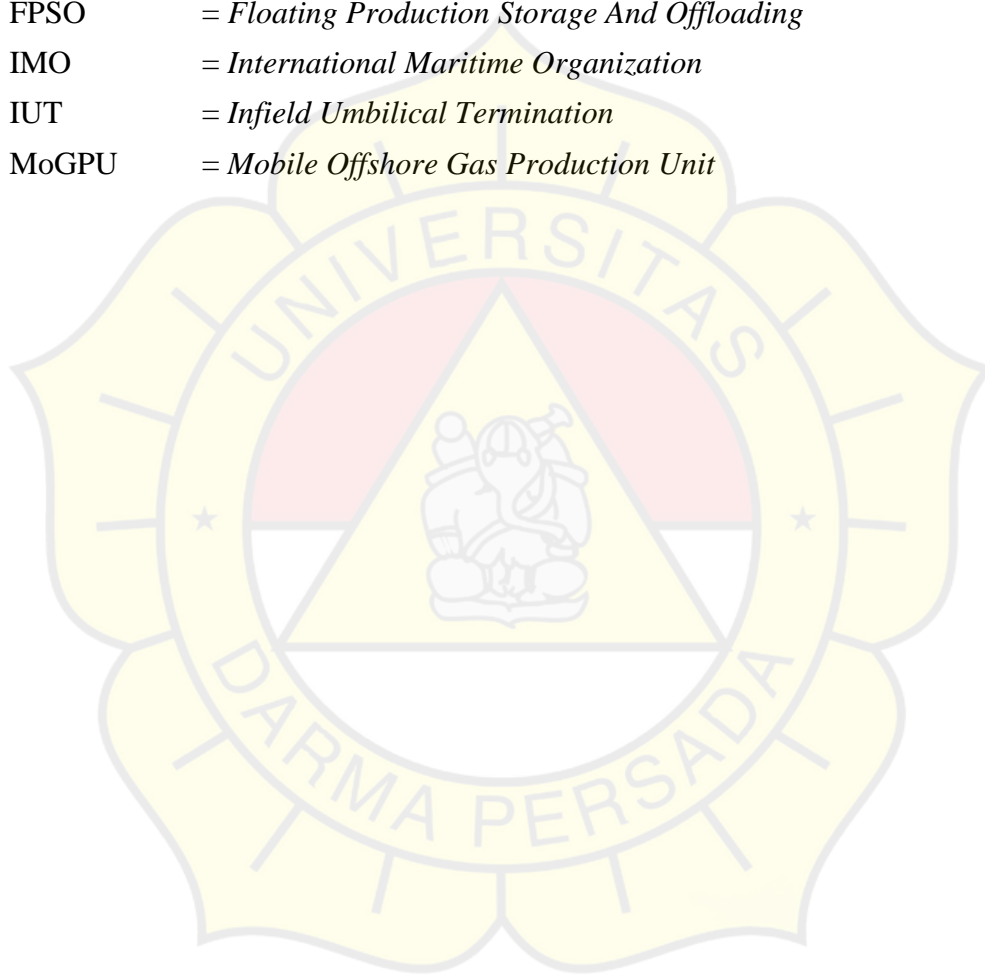 FPSO = Floating Production Storage And Offloading
IMO = International Maritime Organization
IUT = Infield Umbilical Termination
MoGPU = Mobile Offshore Gas Production Unit
UNIVERSITAS
DARMA PERSADA